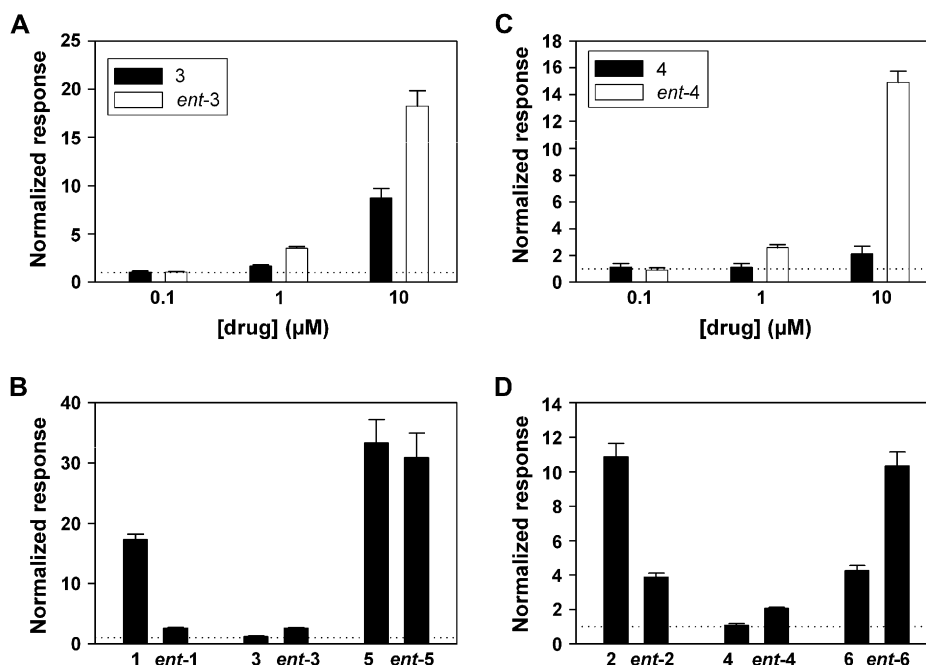 A
Normalized response
25
20
15
10
5
0
3
ent-3
0.1 1 10
[drug] (µM)
C
Normalized response
18
16
14
12
10
8
6
4
2
0
4
ent-4
0.1 1 10
[drug] (µM)
B
Normalized response
40
30
20
10
0
1 ent-1 3 ent-3 5 ent-5
D
Normalized response
14
12
10
8
6
4
2
0
2 ent-2 4 ent-4 6 ent-6